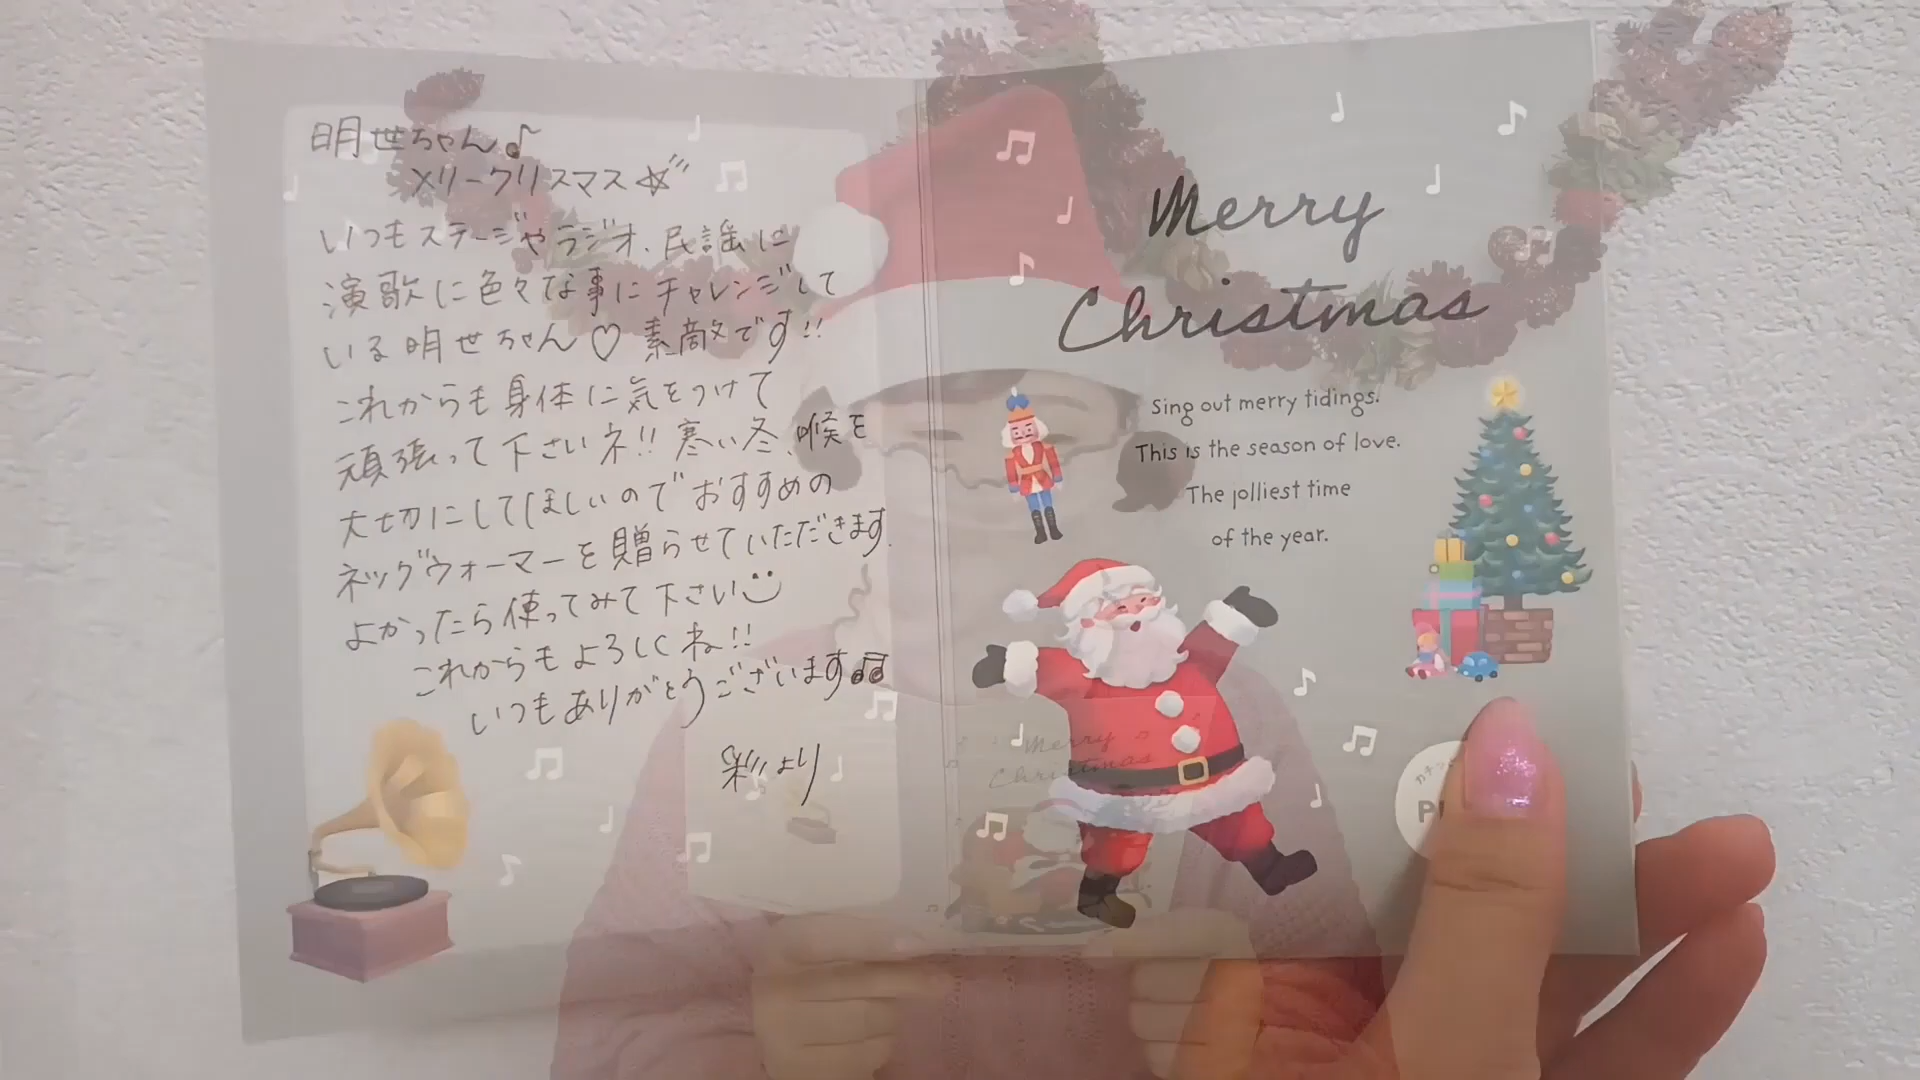 明世ちゃん♪
メリークリスマス☆
いつもステージやラジオ、民謡に
演歌に色々な事にチャレンジして
いる明世ちゃん♡素敵です!!
これからも身体に気をつけて
頑張って下さいネ!!寒い冬、喉を
大切にしてほしいのでおすすめの
ネックウォーマーを贈らせていただきます.
よかったら使ってみて下さい
これからもよろしくね!!
いつもありがとうございます♫
彩より
Merry
Christmas
Sing out merry tidings.
This is the season of love.
The jolliest time
of the year.
Merry
Christmas